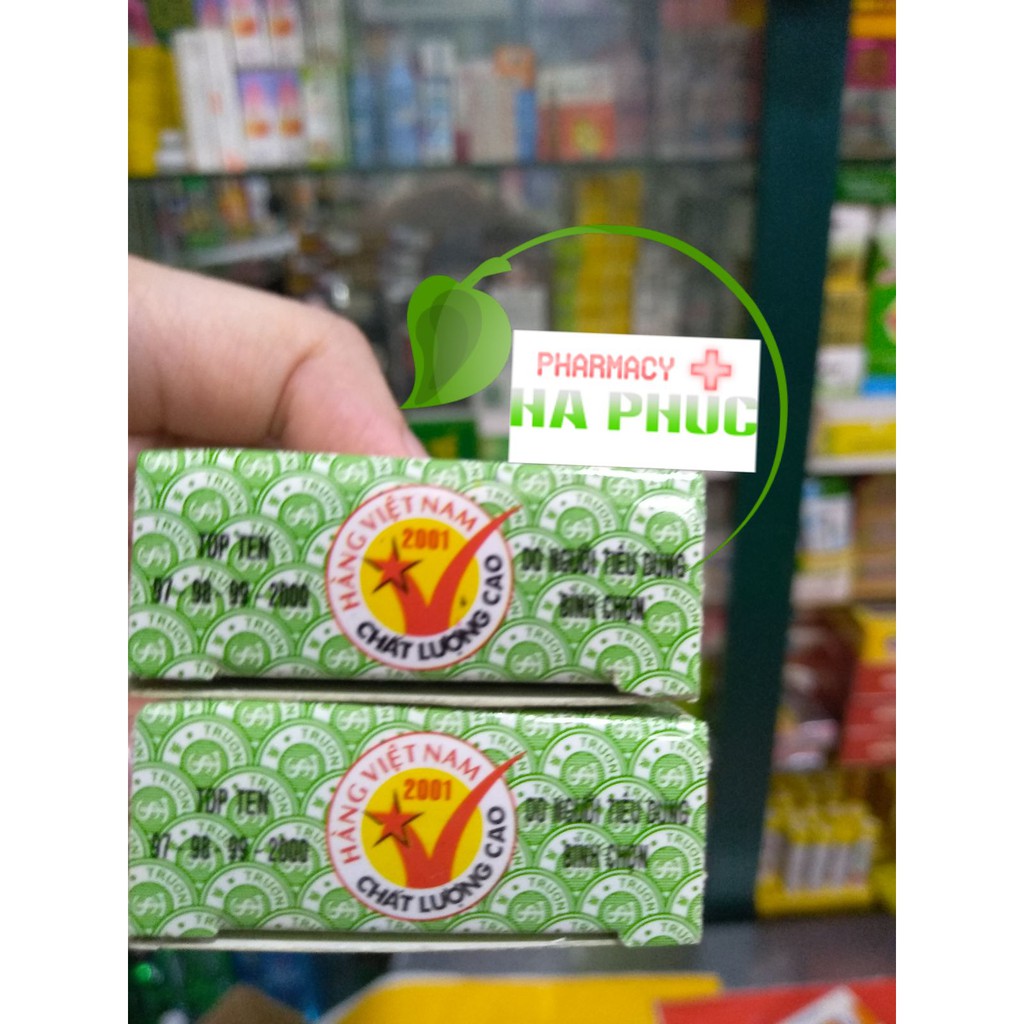 PHARMACY
HA PHUC
TOP TEN
97 - 98 - 99 - 2000
HÀNG VIỆT NAM
2001
CHẤT LƯỢNG CAO
DO NGƯỜI TIÊU DÙNG
BÌNH CHỌN
TOP TEN
97 - 98 - 99 - 2000
HÀNG VIỆT NAM
2001
CHẤT LƯỢNG CAO
DO NGƯỜI TIÊU DÙNG
BÌNH CHỌN